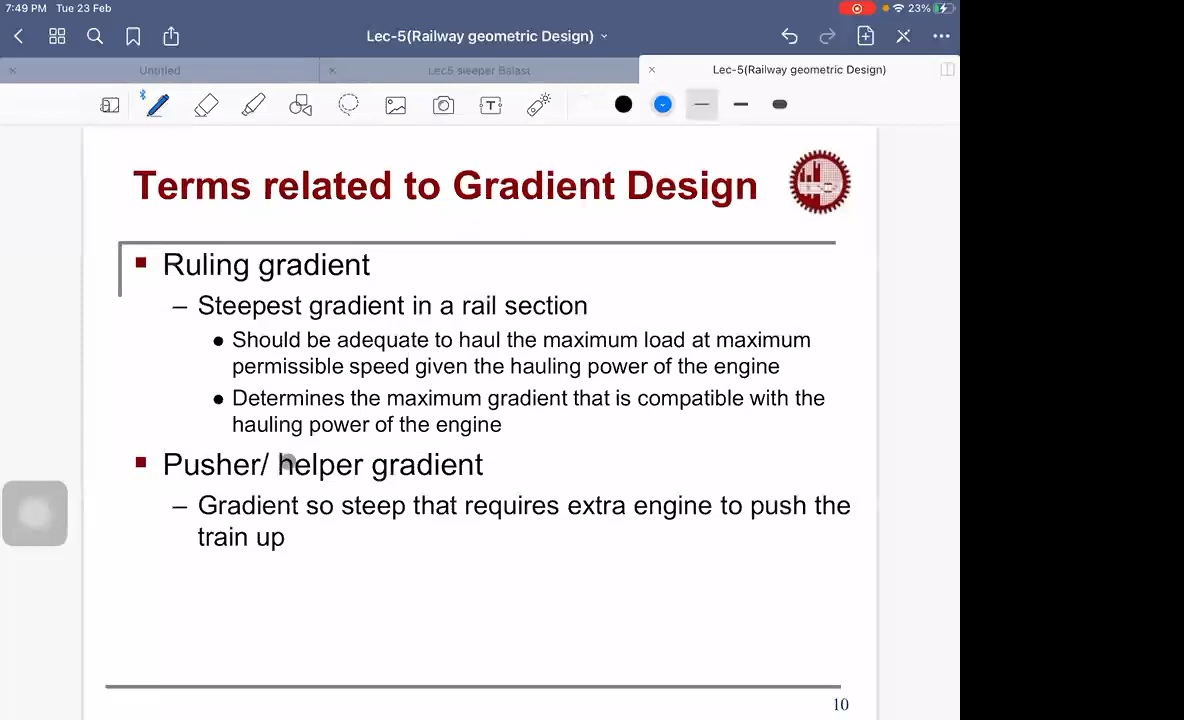 7:49 PM Tue 23 Feb
23%
Lec-5(Railway geometric Design)
Untitled
Lec5 sleeper Balast
Lec-5(Railway geometric Design)
Terms related to Gradient Design
Ruling gradient
– Steepest gradient in a rail section
● Should be adequate to haul the maximum load at maximum
permissible speed given the hauling power of the engine
● Determines the maximum gradient that is compatible with the
hauling power of the engine
Pusher/ helper gradient
– Gradient so steep that requires extra engine to push the
train up
10